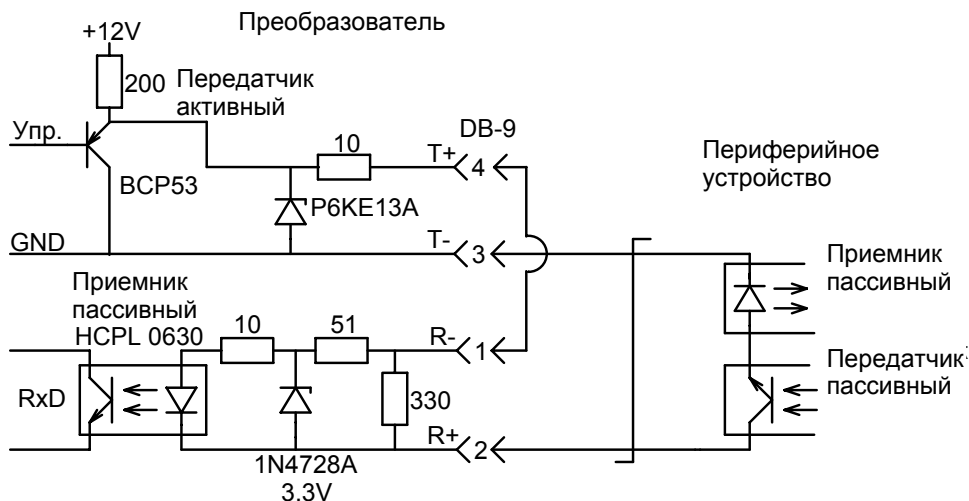 Преобразователь
+12V
200
Передатчик
активный
Упр.
BCP53
10
T+
DB-9
4
P6KE13A
GND
T-
3
Периферийное
устройство
Приемник
пассивный
HCPL 0630
10
51
R-
1
RxD
330
R+
2
1N4728A
3.3V
Приемник
пассивный
Передатчик
пассивный